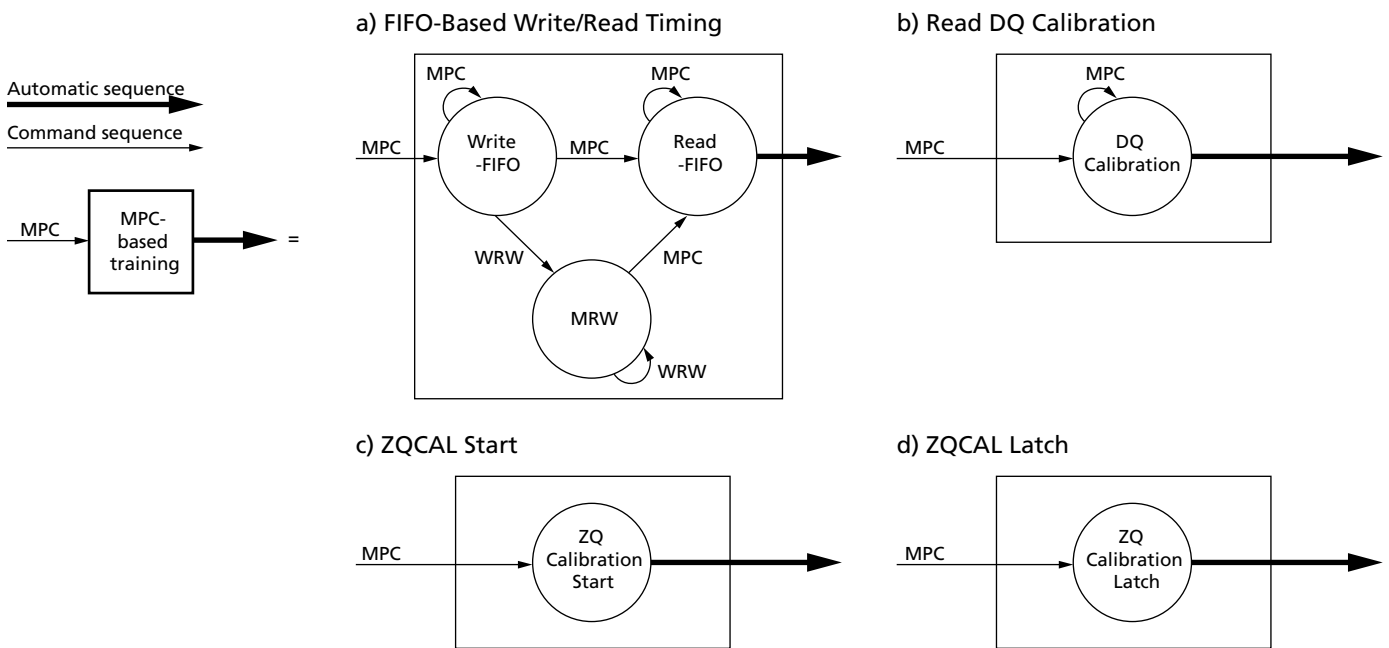 a) FIFO-Based Write/Read Timing
b) Read DQ Calibration
Automatic sequence
Command sequence
MPC
MPC-
based
training
=
MPC
MPC
MPC
Write
-FIFO
MPC
Read
-FIFO
WRW
MPC
MRW
WRW
MPC
MPC
DQ
Calibration
c) ZQCAL Start
d) ZQCAL Latch
MPC
ZQ
Calibration
Start
MPC
ZQ
Calibration
Latch